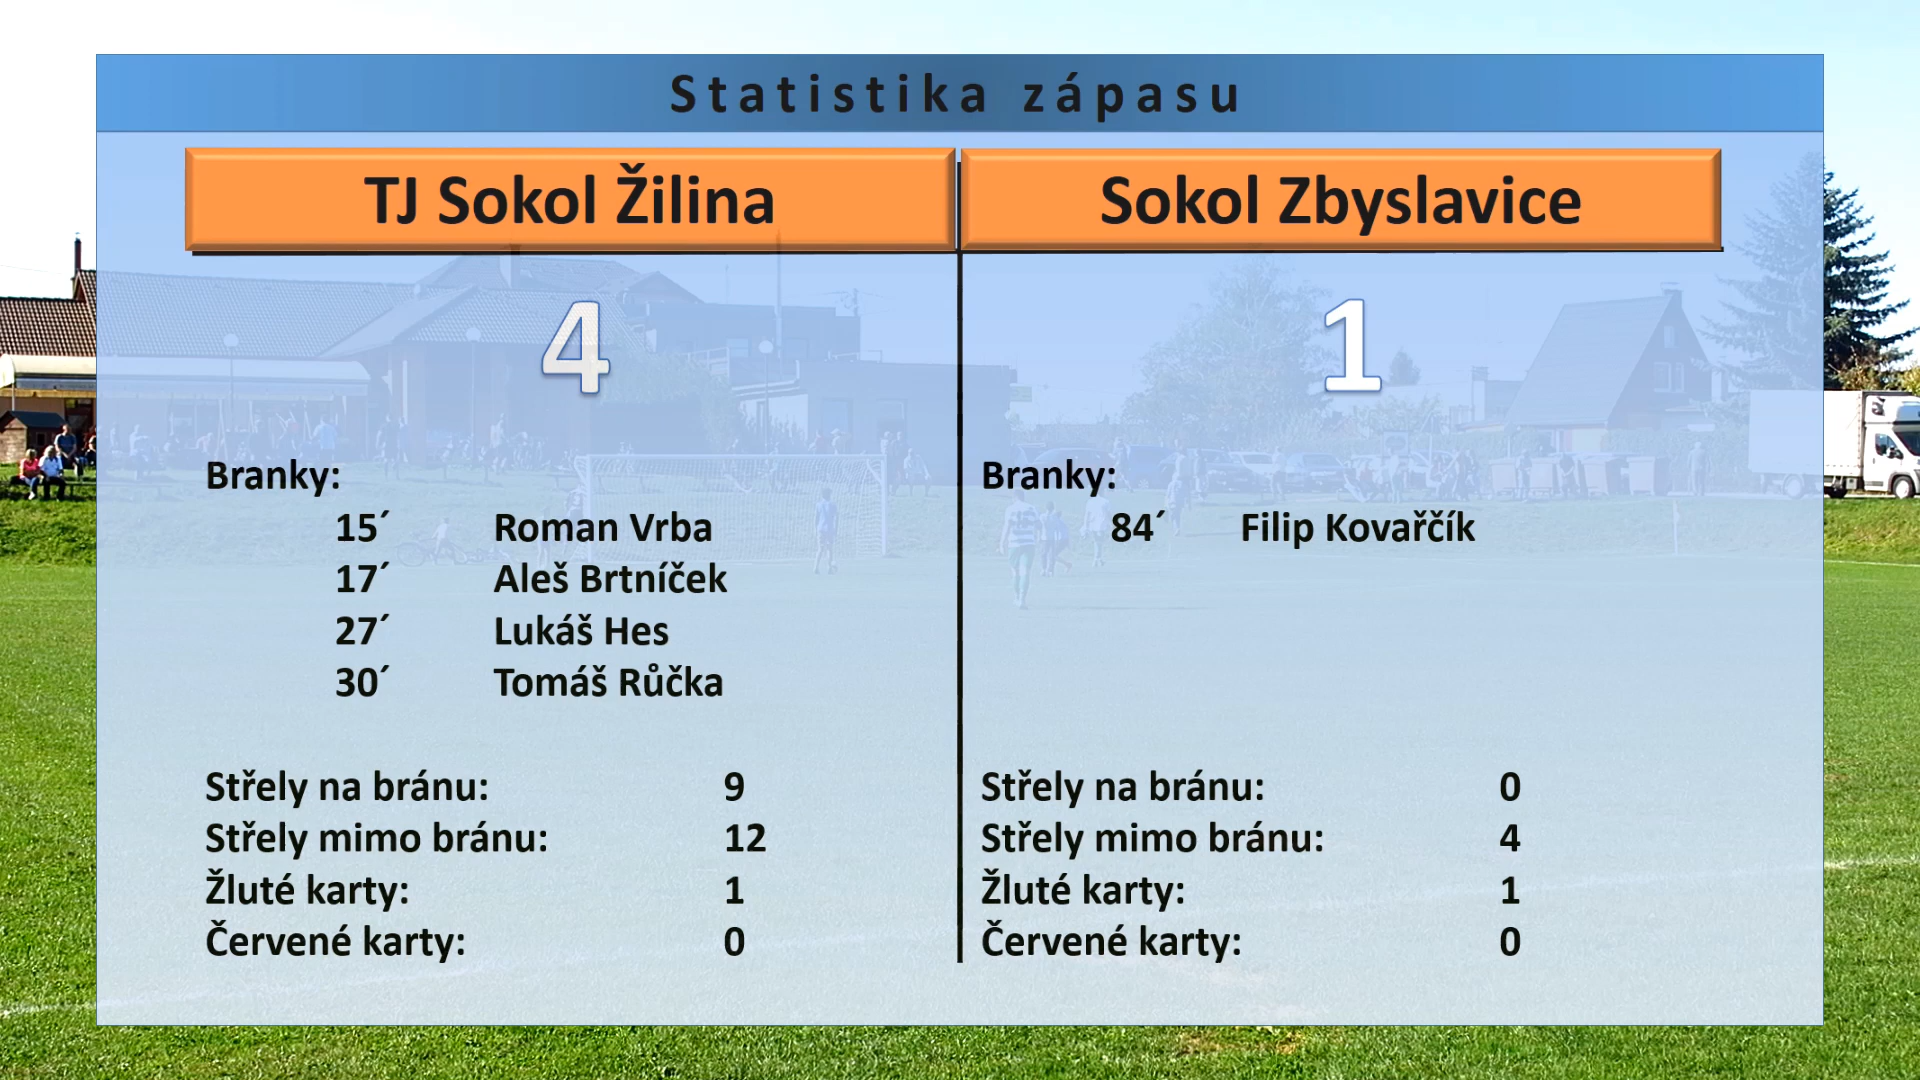 Statistika zápasu
TJ Sokol Žilina
4
Branky:
15´ Roman Vrba
17´ Aleš Brtníček
27´ Lukáš Hes
30´ Tomáš Růčka
Střely na bránu: 9
Střely mimo bránu: 12
Žluté karty: 1
Červené karty: 0
Sokol Zbyslavice
1
Branky:
84´ Filip Kovařčík
Střely na bránu: 0
Střely mimo bránu: 4
Žluté karty: 1
Červené karty: 0